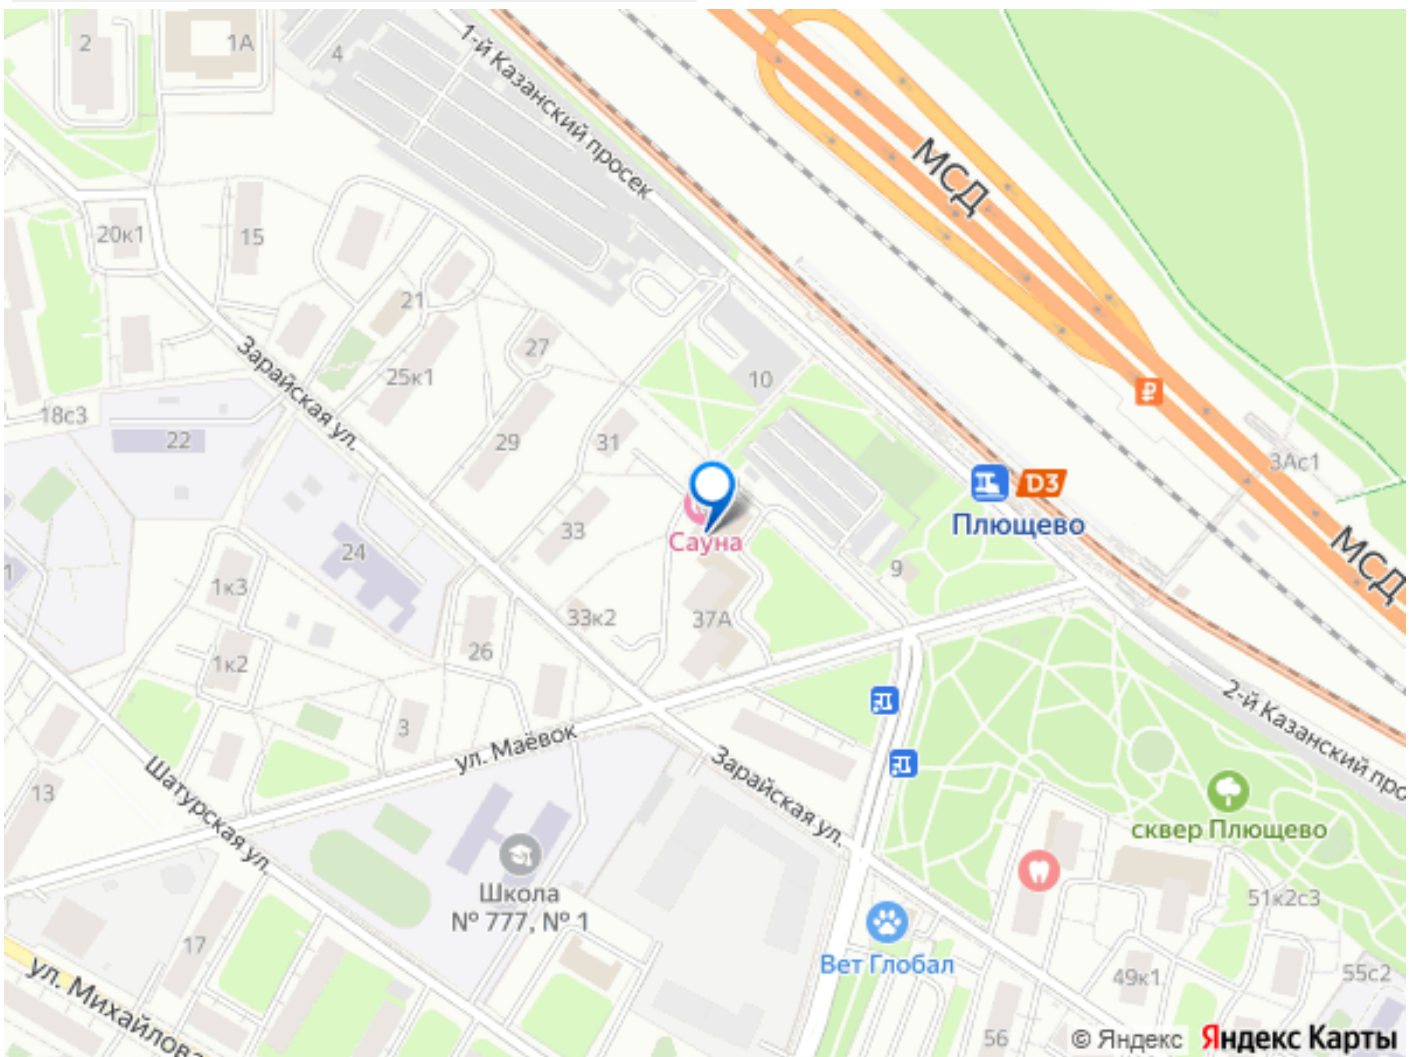 2
1А
4
1-й Казанский просек
МСД
20к1
15
21
27
25к1
10
Зарайская ул.
18с3
22
29
31
3Ас1
D3
Плющево
МСД
Сауна
33
24
9
1
1к3
33к2
37А
1к2
26
3
2-й Казанский про
ул. Маёвок
Зарайская ул.
Шатурская ул.
13
сквер Плющево
Школа
№ 777, № 1
51к2с3
17
Вет Глобал
49к1
55с2
ул. Михайлова
56
© Яндекс Яндекс Карты